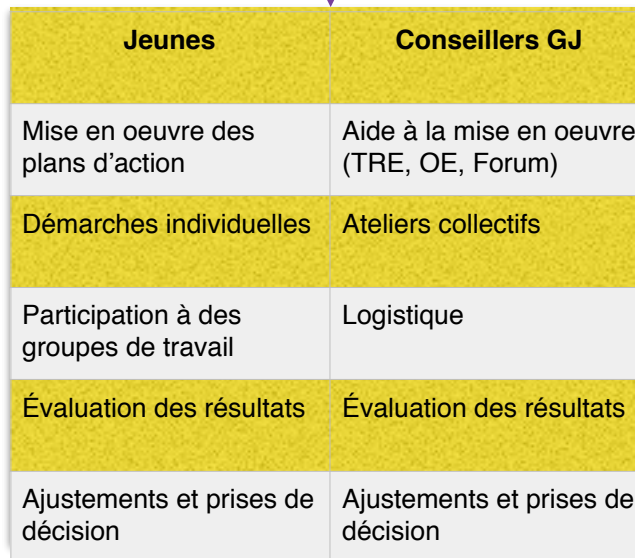 Jeunes
Conseillers GJ
Mise en oeuvre des
plans d'action
Aide à la mise en oeuvre
(TRE, OE, Forum)
Démarches individuelles
Ateliers collectifs
Participation à des
groupes de travail
Logistique
Évaluation des résultats
Évaluation des résultats
Ajustements et prises de
décision
Ajustements et prises de
décision